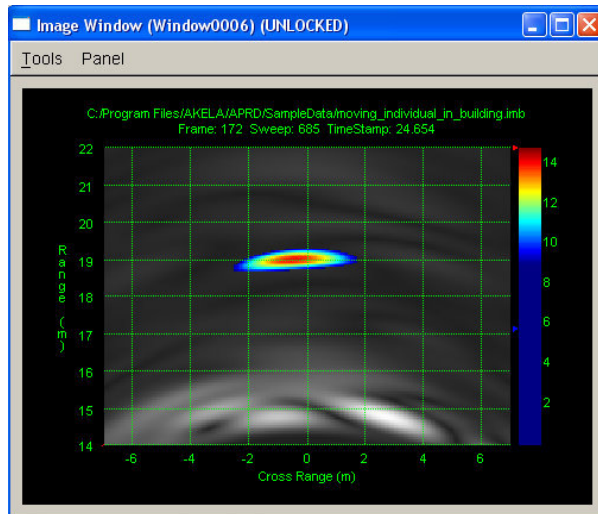 Image Window (Window0006) (UNLOCKED)
Tools Panel
C:/Program Files/AKELA/APRD/SampleData/moving_individual_in_building.imb
Frame: 172 Sweep: 685 TimeStamp: 24.654
22
21
20
19
18
17
16
15
14
Range (m)
-6 -4 -2 0 2 4 6
Cross Range (m)
14
12
10
8
6
4
2